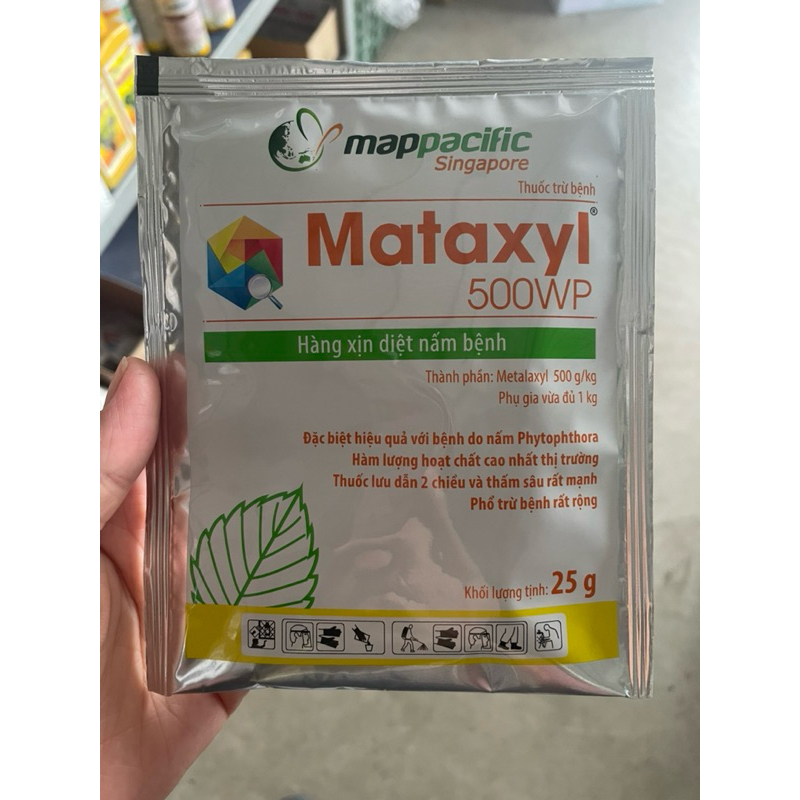 mappacific
Singapore
Thuốc trừ bệnh
Mataxyl®
500WP
Hàng xịn diệt nấm bệnh
Thành phần: Metalaxyl 500 g/kg
Phụ gia vừa đủ 1 kg
Đặc biệt hiệu quả với bệnh do nấm Phytophthora
Hàm lượng hoạt chất cao nhất thị trường
Thuốc lưu dẫn 2 chiều và thấm sâu rất mạnh
Phổ trừ bệnh rất rộng
Khối lượng tịnh: 25 g